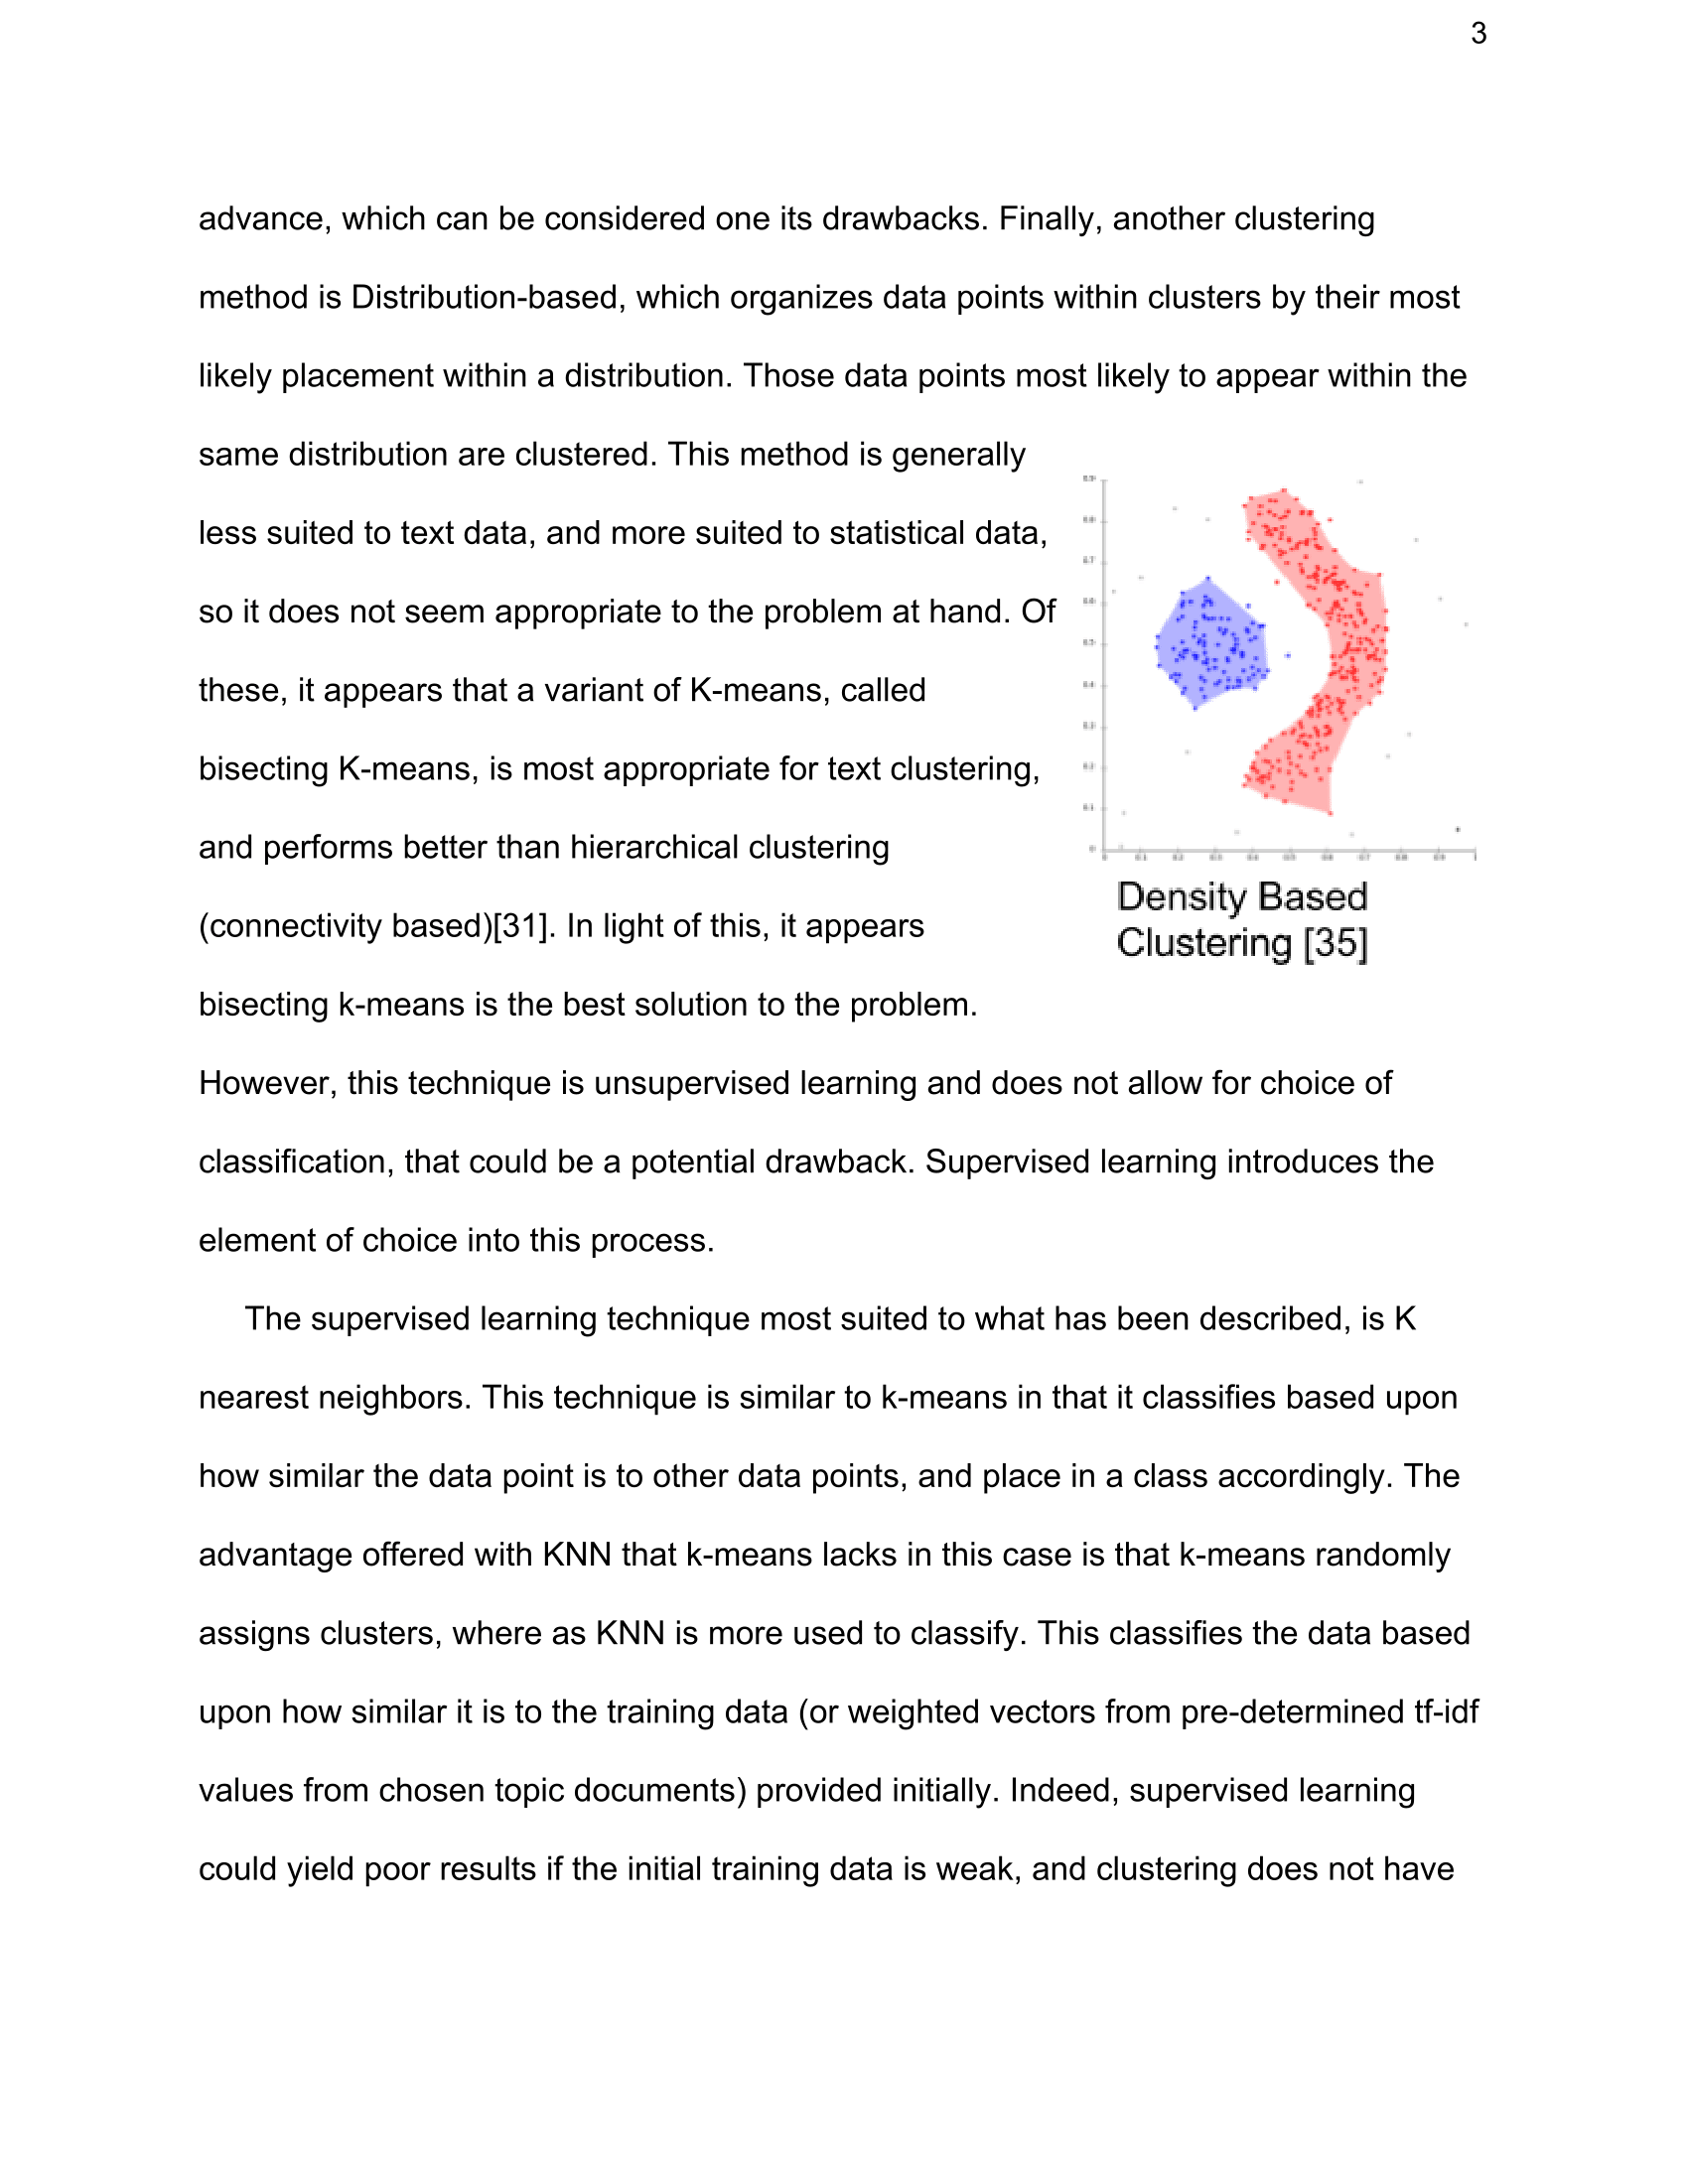 3
advance, which can be considered one its drawbacks. Finally, another clustering
method is Distribution-based, which organizes data points within clusters by their most
likely placement within a distribution. Those data points most likely to appear within the
same distribution are clustered. This method is generally
less suited to text data, and more suited to statistical data,
so it does not seem appropriate to the problem at hand. Of
these, it appears that a variant of K-means, called
bisecting K-means, is most appropriate for text clustering,
and performs better than hierarchical clustering
(connectivity based)[31]. In light of this, it appears
bisecting k-means is the best solution to the problem.
Density Based
Clustering [35]
However, this technique is unsupervised learning and does not allow for choice of
classification, that could be a potential drawback. Supervised learning introduces the
element of choice into this process.
The supervised learning technique most suited to what has been described, is K
nearest neighbors. This technique is similar to k-means in that it classifies based upon
how similar the data point is to other data points, and place in a class accordingly. The
advantage offered with KNN that k-means lacks in this case is that k-means randomly
assigns clusters, where as KNN is more used to classify. This classifies the data based
upon how similar it is to the training data (or weighted vectors from pre-determined tf-idf
values from chosen topic documents) provided initially. Indeed, supervised learning
could yield poor results if the initial training data is weak, and clustering does not have